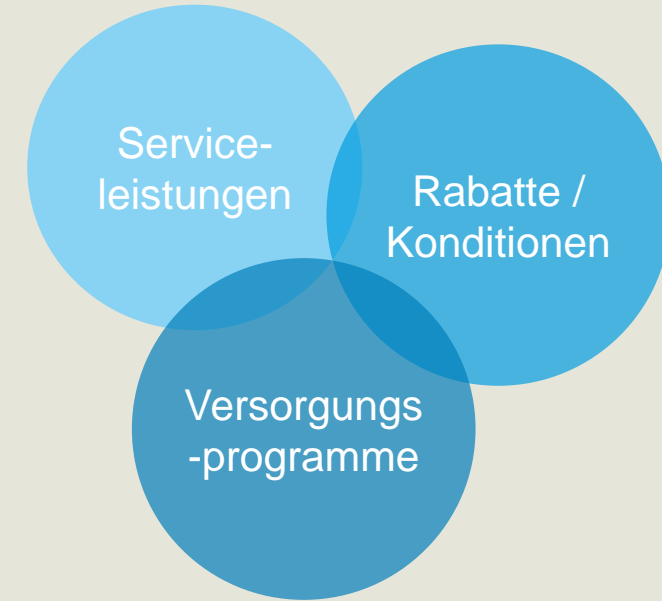 Service-
leistungen
Rabatte /
Konditionen
Versorgungs
-programme